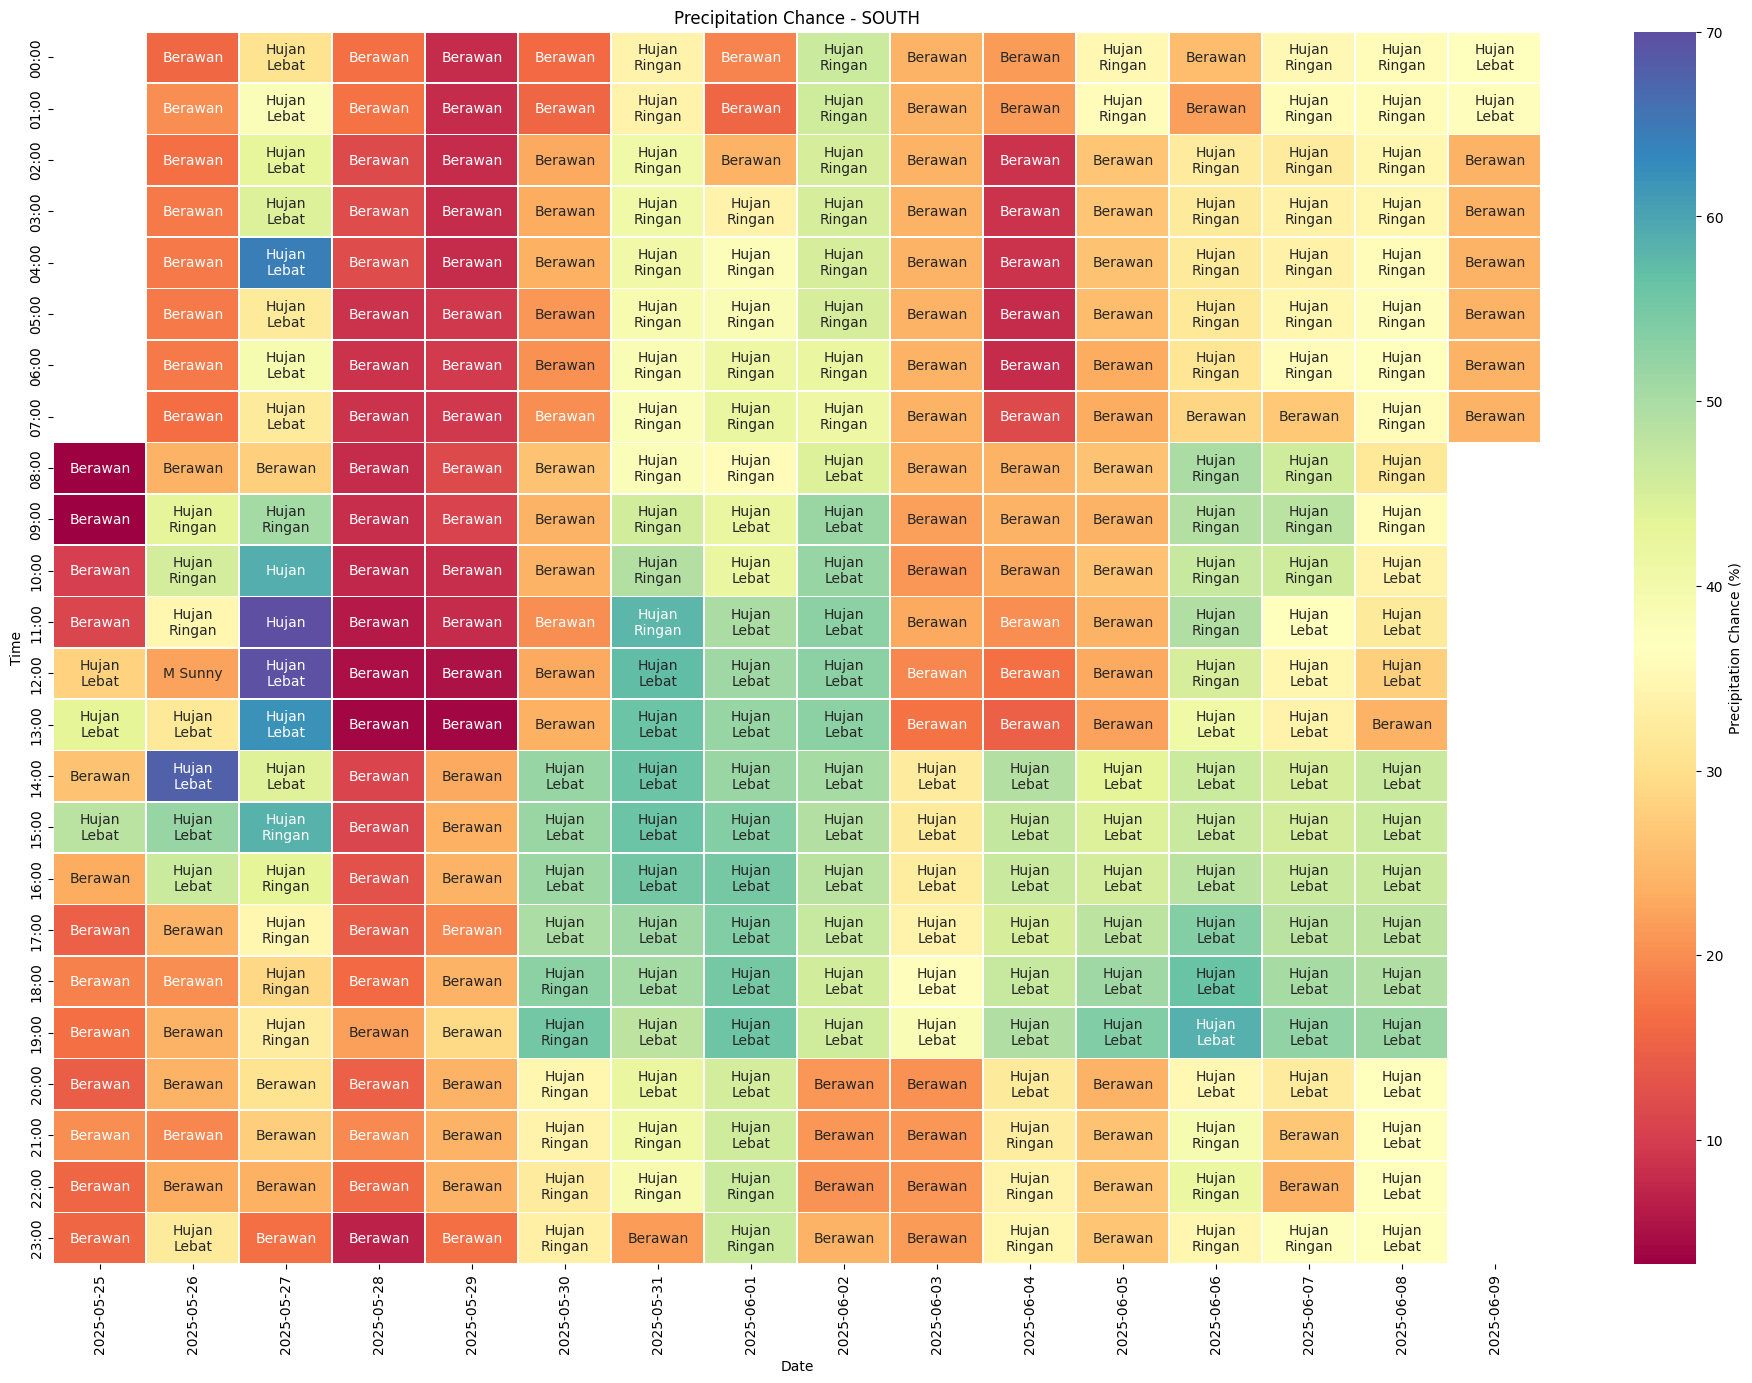 Precipitation Chance - SOUTH
00:00 Berawan Hujan Lebat Berawan Berawan Berawan Hujan Ringan Berawan Hujan Ringan Berawan Berawan Hujan Ringan Berawan Hujan Ringan Hujan Ringan Hujan Lebat
01:00 Berawan Hujan Lebat Berawan Berawan Berawan Hujan Ringan Berawan Hujan Ringan Berawan Berawan Hujan Ringan Berawan Hujan Ringan Hujan Ringan Hujan Lebat
02:00 Berawan Hujan Lebat Berawan Berawan Berawan Hujan Ringan Berawan Hujan Ringan Berawan Berawan Berawan Hujan Ringan Hujan Ringan Hujan Ringan Berawan
03:00 Berawan Hujan Lebat Berawan Berawan Berawan Hujan Ringan Hujan Ringan Hujan Ringan Berawan Berawan Berawan Hujan Ringan Hujan Ringan Hujan Ringan Berawan
04:00 Berawan Hujan Lebat Berawan Berawan Berawan Hujan Ringan Hujan Ringan Hujan Ringan Berawan Berawan Berawan Hujan Ringan Hujan Ringan Hujan Ringan Berawan
05:00 Berawan Hujan Lebat Berawan Berawan Berawan Hujan Ringan Hujan Ringan Hujan Ringan Berawan Berawan Berawan Hujan Ringan Hujan Ringan Hujan Ringan Berawan
06:00 Berawan Hujan Lebat Berawan Berawan Berawan Hujan Ringan Hujan Ringan Hujan Ringan Berawan Berawan Berawan Hujan Ringan Hujan Ringan Hujan Ringan Berawan
07:00 Berawan Hujan Lebat Berawan Berawan Berawan Hujan Ringan Hujan Ringan Hujan Ringan Berawan Berawan Berawan Berawan Berawan Hujan Ringan Berawan
08:00 Berawan Berawan Berawan Berawan Berawan Berawan Hujan Ringan Hujan Ringan Hujan Lebat Berawan Berawan Berawan Hujan Ringan Hujan Ringan Hujan Ringan
09:00 Berawan Hujan Ringan Hujan Ringan Berawan Berawan Berawan Hujan Ringan Hujan Lebat Hujan Lebat Berawan Berawan Berawan Hujan Ringan Hujan Ringan Hujan Ringan
10:00 Berawan Hujan Ringan Hujan Berawan Berawan Berawan Hujan Ringan Hujan Lebat Hujan Lebat Berawan Berawan Berawan Hujan Ringan Hujan Ringan Hujan Lebat
11:00 Berawan Hujan Ringan Hujan Berawan Berawan Berawan Hujan Ringan Hujan Lebat Hujan Lebat Berawan Berawan Berawan Hujan Ringan Hujan Lebat Hujan Lebat
12:00 Hujan Lebat M Sunny Hujan Lebat Berawan Berawan Berawan Hujan Lebat Hujan Lebat Hujan Lebat Berawan Berawan Berawan Hujan Ringan Hujan Lebat Hujan Lebat
13:00 Hujan Lebat Hujan Lebat Hujan Lebat Berawan Berawan Berawan Hujan Lebat Hujan Lebat Hujan Lebat Berawan Berawan Berawan Hujan Lebat Hujan Lebat Berawan
14:00 Berawan Hujan Lebat Hujan Lebat Berawan Berawan Hujan Lebat Hujan Lebat Hujan Lebat Hujan Lebat Hujan Lebat Hujan Lebat Hujan Lebat Hujan Lebat Hujan Lebat Hujan Lebat
15:00 Hujan Lebat Hujan Lebat Hujan Ringan Berawan Berawan Hujan Lebat Hujan Lebat Hujan Lebat Hujan Lebat Hujan Lebat Hujan Lebat Hujan Lebat Hujan Lebat Hujan Lebat Hujan Lebat
16:00 Berawan Hujan Lebat Hujan Ringan Berawan Berawan Hujan Lebat Hujan Lebat Hujan Lebat Hujan Lebat Hujan Lebat Hujan Lebat Hujan Lebat Hujan Lebat Hujan Lebat Hujan Lebat
17:00 Berawan Berawan Hujan Ringan Berawan Berawan Hujan Lebat Hujan Lebat Hujan Lebat Hujan Lebat Hujan Lebat Hujan Lebat Hujan Lebat Hujan Lebat Hujan Lebat Hujan Lebat
18:00 Berawan Berawan Hujan Ringan Berawan Berawan Hujan Ringan Hujan Lebat Hujan Lebat Hujan Lebat Hujan Lebat Hujan Lebat Hujan Lebat Hujan Lebat Hujan Lebat Hujan Lebat
19:00 Berawan Berawan Hujan Ringan Berawan Berawan Hujan Ringan Hujan Lebat Hujan Lebat Hujan Lebat Hujan Lebat Hujan Lebat Hujan Lebat Hujan Lebat Hujan Lebat Hujan Lebat
20:00 Berawan Berawan Berawan Berawan Berawan Hujan Ringan Hujan Lebat Hujan Lebat Berawan Berawan Hujan Lebat Berawan Hujan Lebat Hujan Lebat Hujan Lebat
21:00 Berawan Berawan Berawan Berawan Berawan Hujan Ringan Hujan Ringan Hujan Lebat Berawan Berawan Hujan Ringan Berawan Hujan Ringan Berawan Hujan Lebat
22:00 Berawan Berawan Berawan Berawan Berawan Hujan Ringan Hujan Ringan Hujan Ringan Berawan Berawan Hujan Ringan Berawan Hujan Ringan Berawan Hujan Lebat
23:00 Berawan Hujan Lebat Berawan Berawan Berawan Hujan Ringan Berawan Hujan Ringan Berawan Berawan Hujan Ringan Berawan Hujan Ringan Hujan Ringan Hujan Lebat
Time
2025-05-25 2025-05-26 2025-05-27 2025-05-28 2025-05-29 2025-05-30 2025-05-31 2025-06-01 2025-06-02 2025-06-03 2025-06-04 2025-06-05 2025-06-06 2025-06-07 2025-06-08 2025-06-09
Date
70
60
50
40
30
20
10
Precipitation Chance (%)